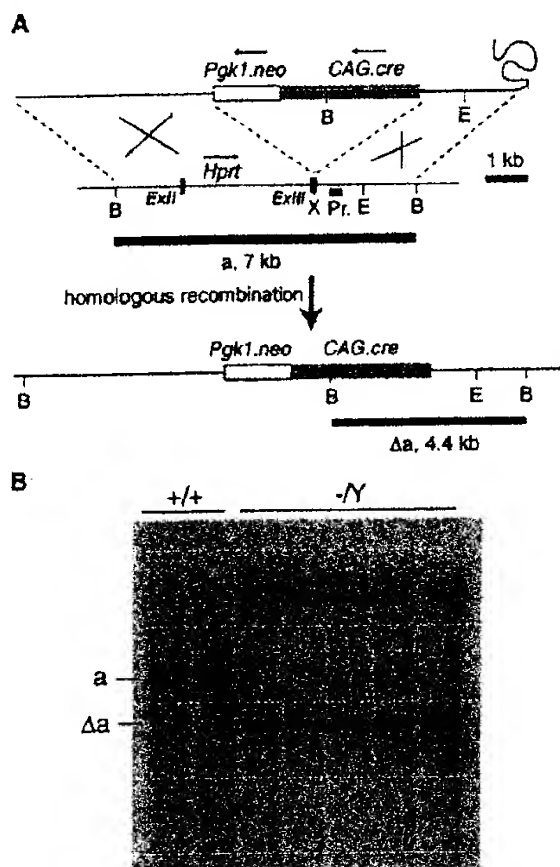 A
Pgk1.neo CAG.cre
B E
Hprt 1 kb
B ExII ExIII X Pr. E B
a, 7 kb
homologous recombination
Pgk1.neo CAG.cre
B B E B
Δa, 4.4 kb
B
+/+ -/Y
a
Δa